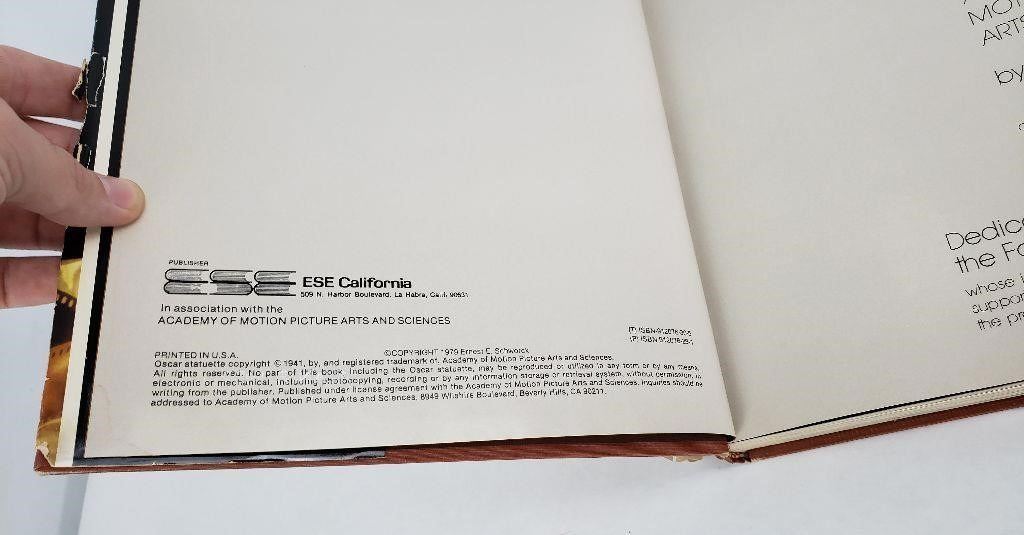 PUBLISHER
ESE
ESE California
509 N. Harbor Boulevard, La Habra, Calif. 90631
In association with the
ACADEMY OF MOTION PICTURE ARTS AND SCIENCES
PRINTED IN U.S.A.
©COPYRIGHT 1979 Ernest E. Schworck
Oscar statuette copyright © 1941, by, and registered trademark of, Academy of Motion Picture Arts and Sciences.
All rights reserved. No part of this book, including the Oscar statuette, may be reproduced or utilized in any form or by any means,
electronic or mechanical, including photocopying, recording or by any information storage or retrieval system, without permission in
writing from the publisher. Published under license agreement with the Academy of Motion Picture Arts and Sciences. Inquiries should be
addressed to Academy of Motion Picture Arts and Sciences, 8949 Wilshire Boulevard, Beverly Hills, CA 90211.
ARTS
by
Dedic
the Fo
whose
suppor
the pr